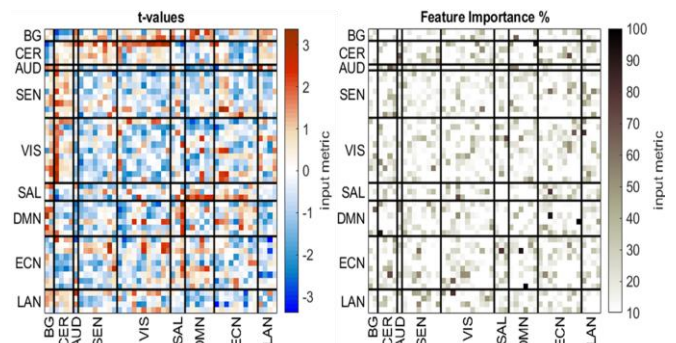 t-values
BG
CER
AUD
SEN
VIS
SAL
DMN
ECN
LAN
BG
CER
AUD
SEN
VIS
SAL
DMN
ECN
LAN
3
2
1
0
-1
-2
-3
input metric
Feature Importance %
BG
CER
AUD
SEN
VIS
SAL
DMN
ECN
LAN
BG
CER
AUD
SEN
VIS
SAL
DMN
ECN
LAN
100
90
80
70
60
50
40
30
20
10
input metric